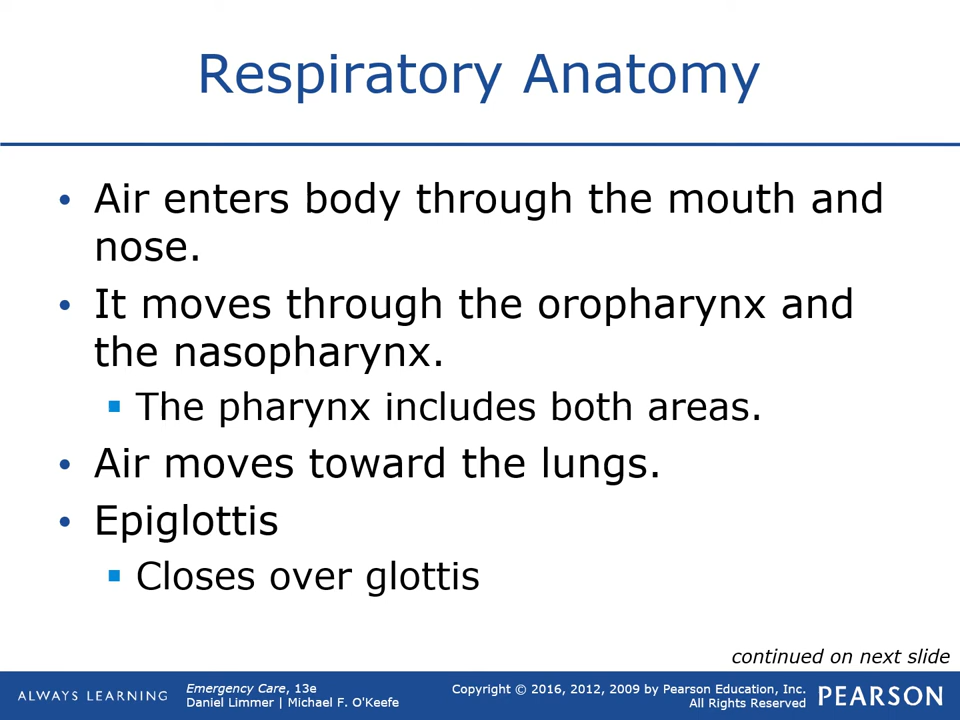 Respiratory Anatomy
• Air enters body through the mouth and
nose.
• It moves through the oropharynx and
the nasopharynx.
▪ The pharynx includes both areas.
• Air moves toward the lungs.
• Epiglottis
▪ Closes over glottis
continued on next slide
ALWAYS LEARNING
Emergency Care, 13e
Daniel Limmer | Michael F. O'Keefe
Copyright © 2016, 2012, 2009 by Pearson Education, Inc.
All Rights Reserved
PEARSON